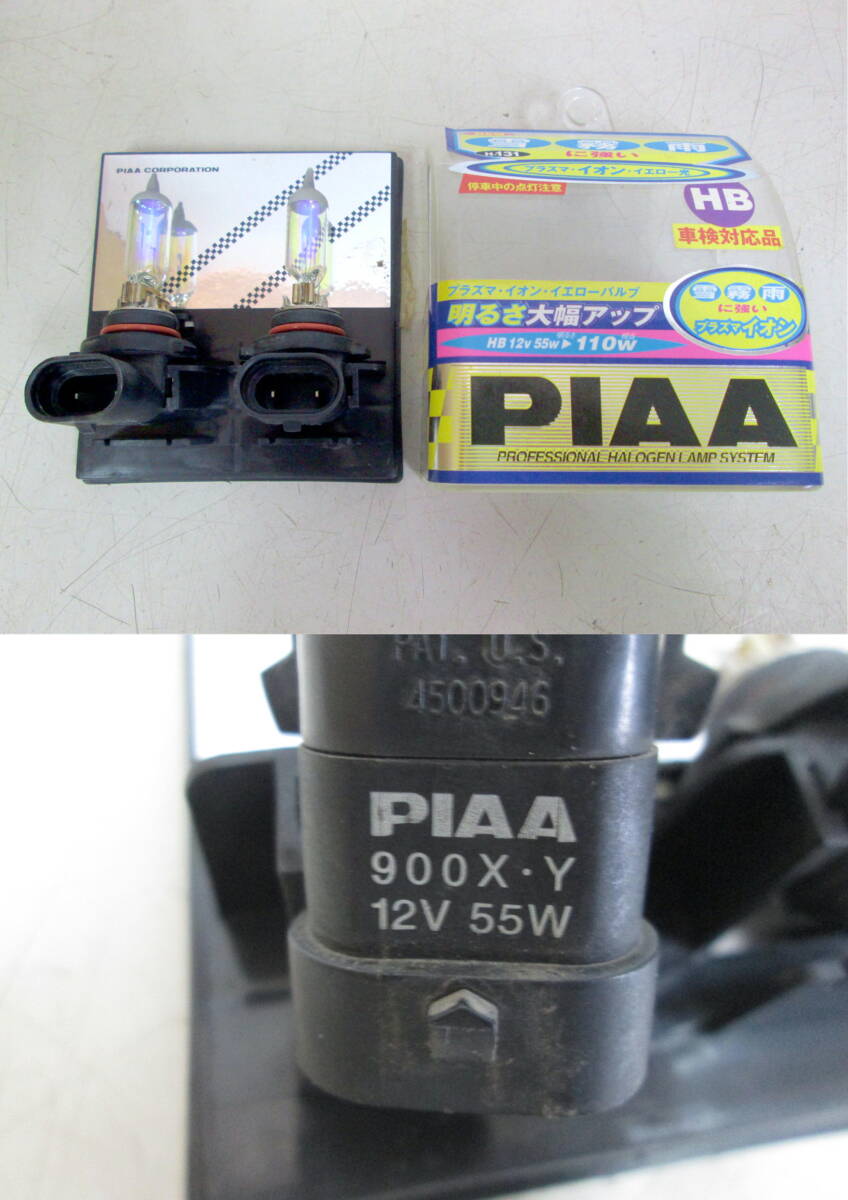 PIAA CORPORATION
雪 霧 雨
H-131
に強い
プラズマ・イオン・イエロー光
停車中の点灯注意
HB
車検対応品
プラズマ・イオン・イエローバルブ
明るさ大幅アップ
HB 12v 55w▶110w
雪 霧 雨
に強い
プラズマイオン
PIAA
PROFESSIONAL HALOGEN LAMP SYSTEM
PAT. U.S.
4500946
PIAA
900X・Y
12V 55W